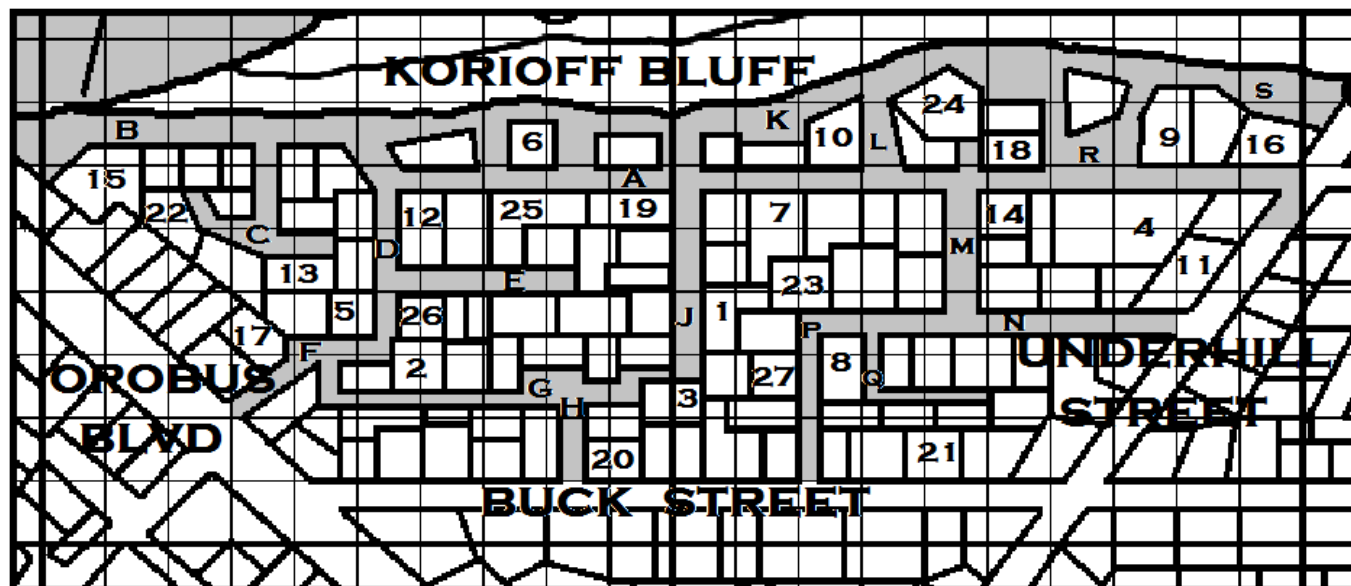 KORIOFF BLUFF
S
B
K
24
6
10
L
18
R
9
16
15
A
22
12
25
19
7
14
4
C
D
M
11
13
E
23
5
26
J
1
P
N
17
F
UNDERHILL
OROBUS
2
G
27
8
Q
H
3
STREET
BLVD
20
21
BUCK STREET